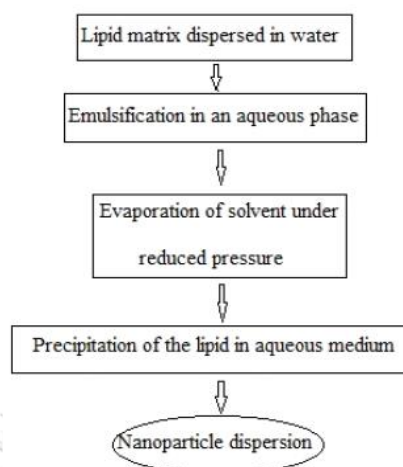 Lipid matrix dispersed in water
Emulsification in an aqueous phase
Evaporation of solvent under
reduced pressure
Precipitation of the lipid in aqueous medium
Nanoparticle dispersion